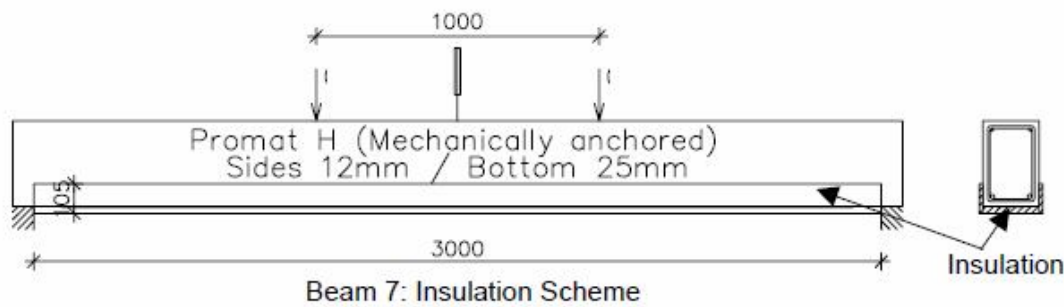 1000
Promat H (Mechanically anchored)
Sides 12mm / Bottom 25mm
105
3000
Insulation
Beam 7: Insulation Scheme